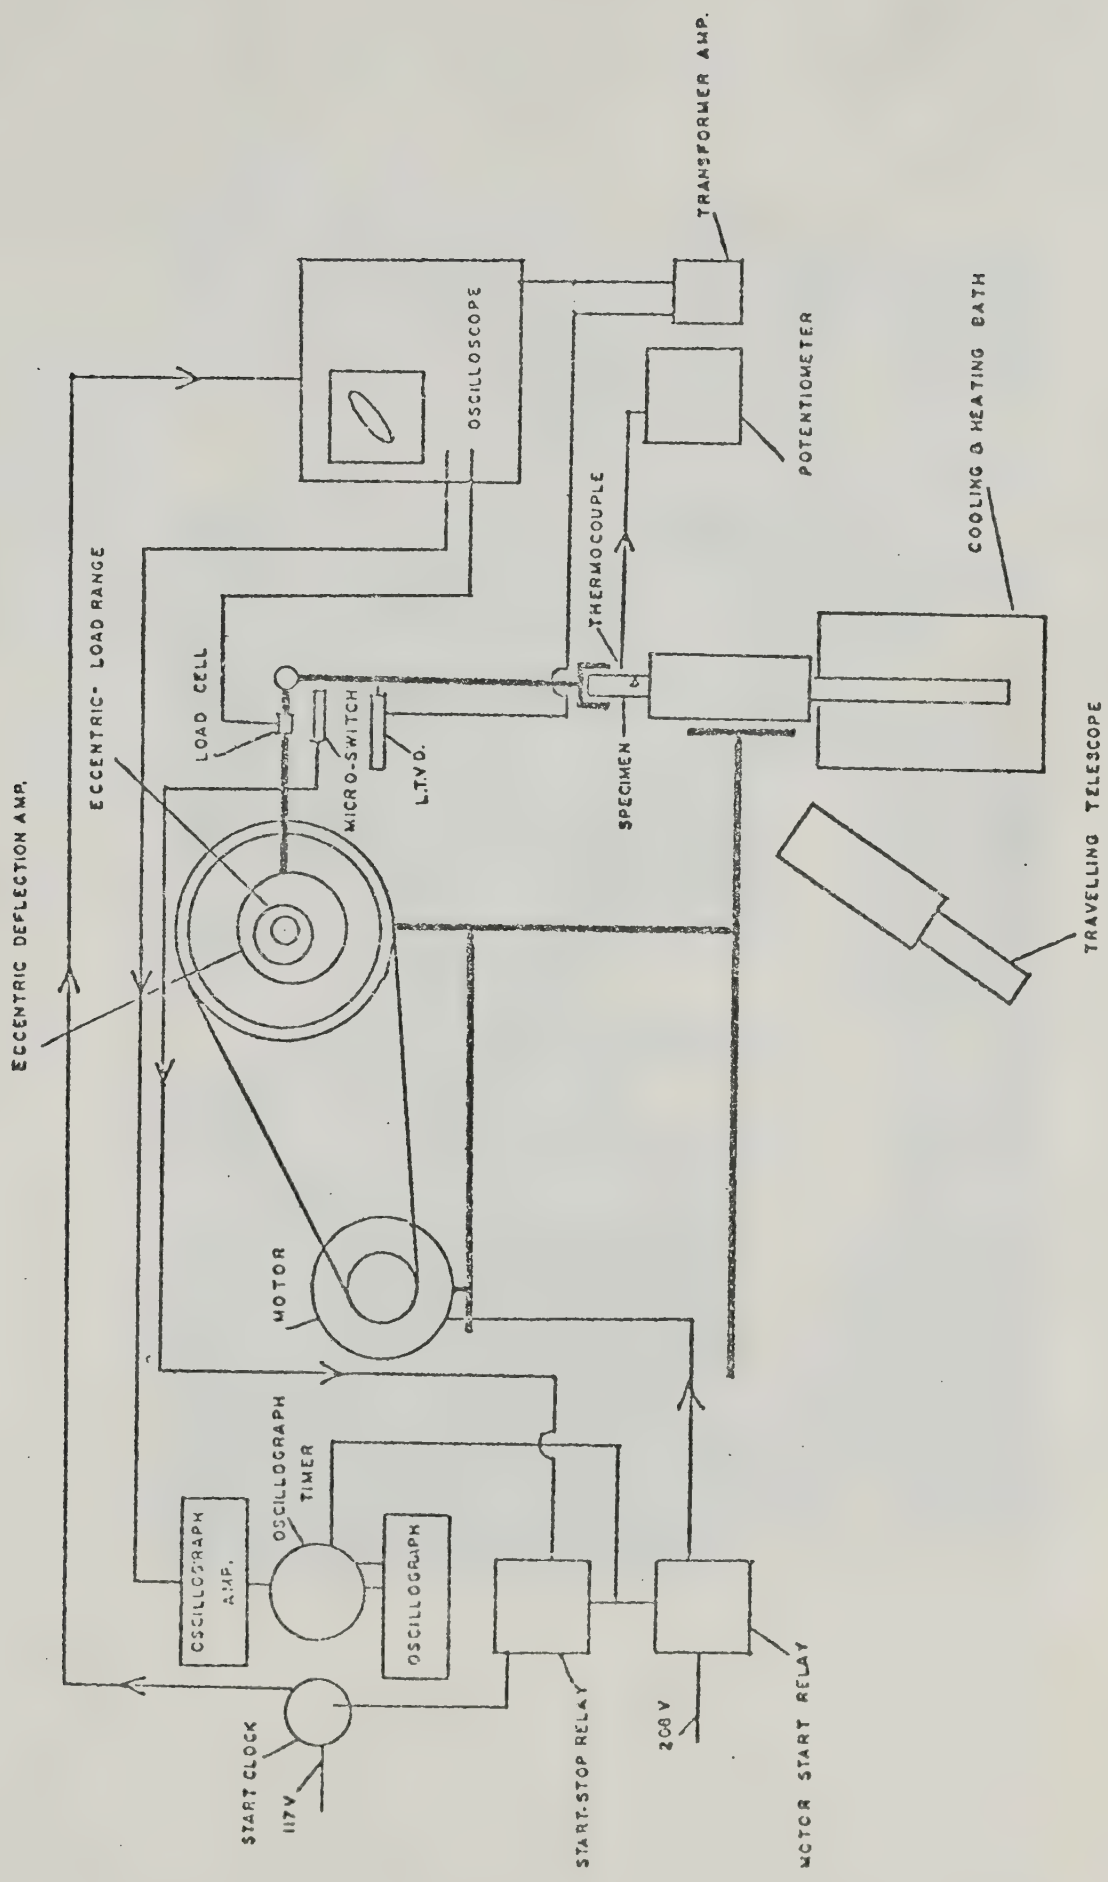 ECCENTRIC DEFLECTION AMP.
ECCENTRIC- LOAD RANGE
START CLOCK
117 V
OSCILLOGRAPH
AMP.
OSCILLOGRAPH
TIMER
OSCILLOGRAPH
MOTOR
LOAD CELL
MICRO-SWITCH
L.T.V.D.
OSCILLOSCOPE
START-STOP RELAY
208 V
MOTOR START RELAY
SPECIMEN
THERMOCOUPLE
TRANSFORMER AMP.
POTENTIOMETER
COOLING & HEATING BATH
TRAVELLING TELESCOPE